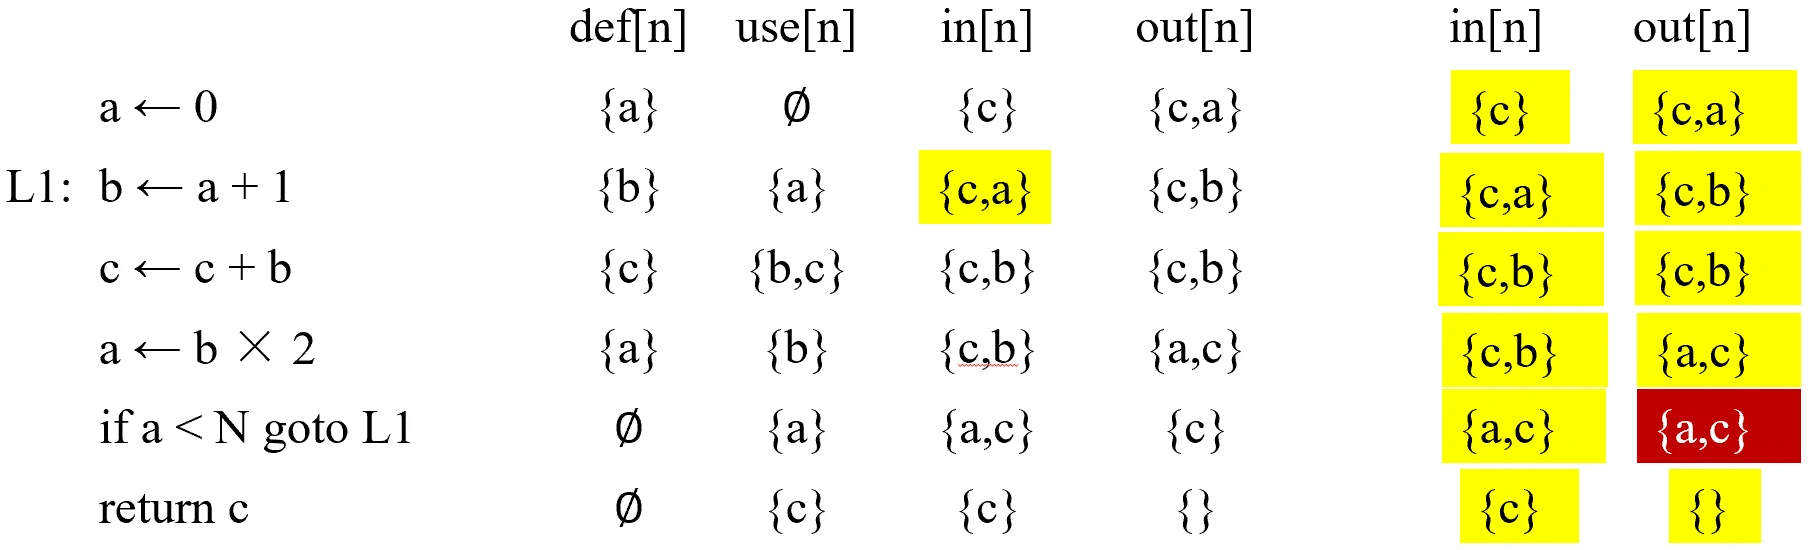 def[n] use[n] in[n] out[n] in[n] out[n]
a ← 0 {a} ∅ {c} {c,a} {c} {c,a}
L1: b ← a + 1 {b} {a} {c,a} {c,b} {c,a} {c,b}
c ← c + b {c} {b,c} {c,b} {c,b} {c,b} {c,b}
a ← b × 2 {a} {b} {c,b} {a,c} {c,b} {a,c}
if a < N goto L1 ∅ {a} {a,c} {c} {a,c} {a,c}
return c ∅ {c} {c} {} {c} {}